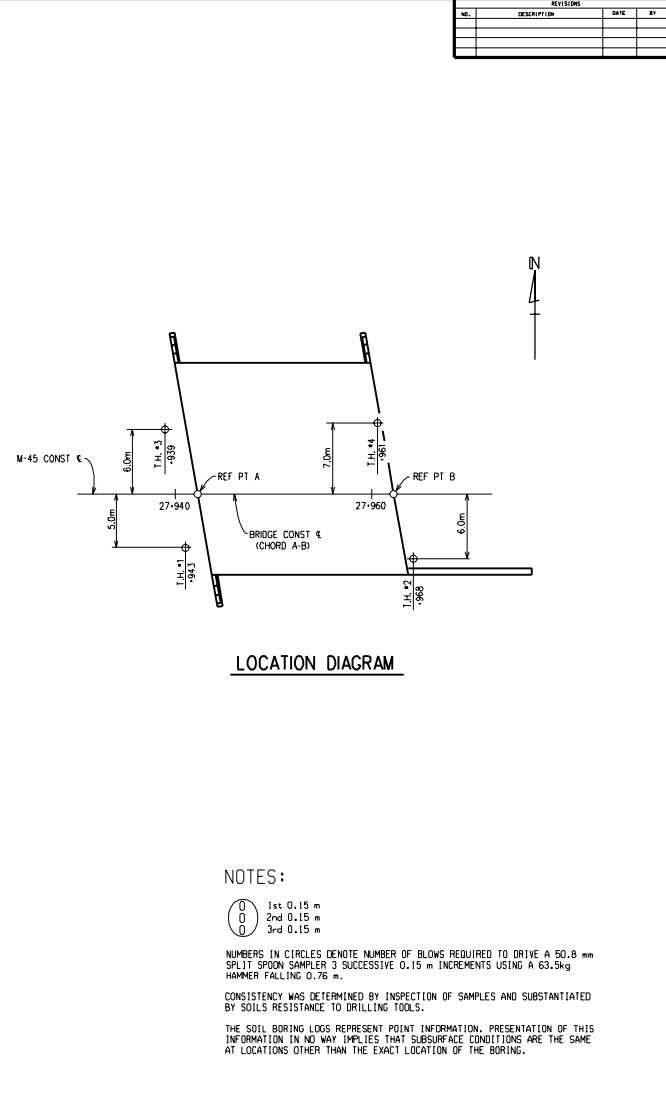 REVISIONS
NO. DESCRIPTION DATE BY
N
T.H. #3
+939
6.0m
7.0m
T.H. #4
+961
M-45 CONST ℄
REF PT A
REF PT B
27+940
27+960
5.0m
6.0m
BRIDGE CONST ℄
(CHORD A-B)
T.H. #1
+943
T.H. #2
+968
LOCATION DIAGRAM
NOTES:
0 1st 0.15 m
0 2nd 0.15 m
0 3rd 0.15 m
NUMBERS IN CIRCLES DENOTE NUMBER OF BLOWS REQUIRED TO DRIVE A 50.8 mm
SPLIT SPOON SAMPLER 3 SUCCESSIVE 0.15 m INCREMENTS USING A 63.5kg
HAMMER FALLING 0.76 m.
CONSISTENCY WAS DETERMINED BY INSPECTION OF SAMPLES AND SUBSTANTIATED
BY SOILS RESISTANCE TO DRILLING TOOLS.
THE SOIL BORING LOGS REPRESENT POINT INFORMATION. PRESENTATION OF THIS
INFORMATION IN NO WAY IMPLIES THAT SUBSURFACE CONDITIONS ARE THE SAME
AT LOCATIONS OTHER THAN THE EXACT LOCATION OF THE BORING.